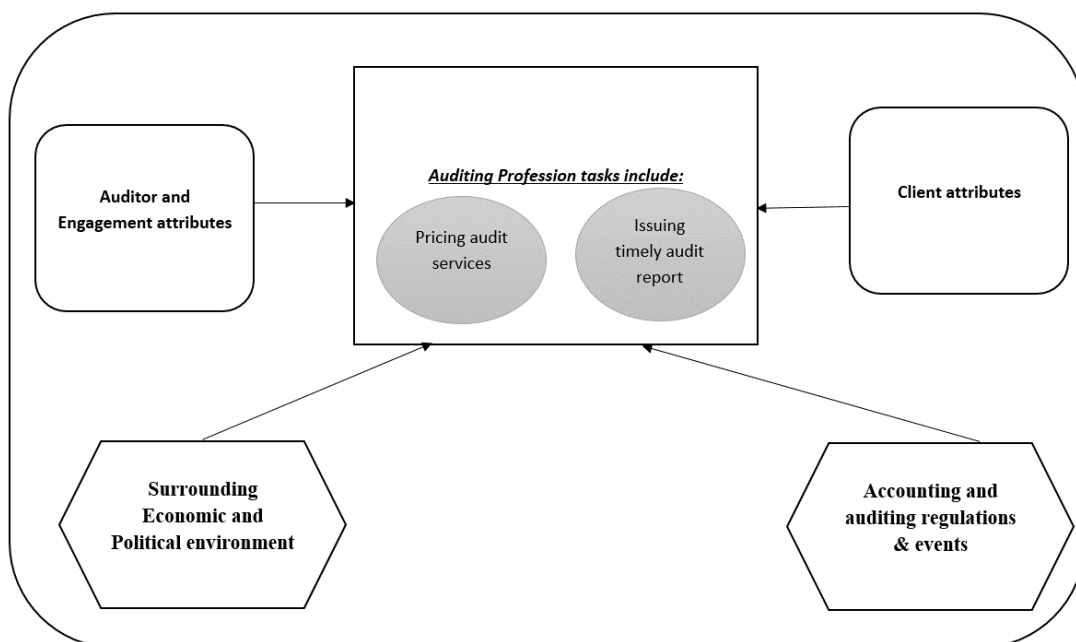 Auditing Profession tasks include:
Auditor and
Engagement attributes
Pricing audit
services
Issuing
timely audit
report
Client attributes
Surrounding
Economic and
Political environment
Accounting and
auditing regulations
& events